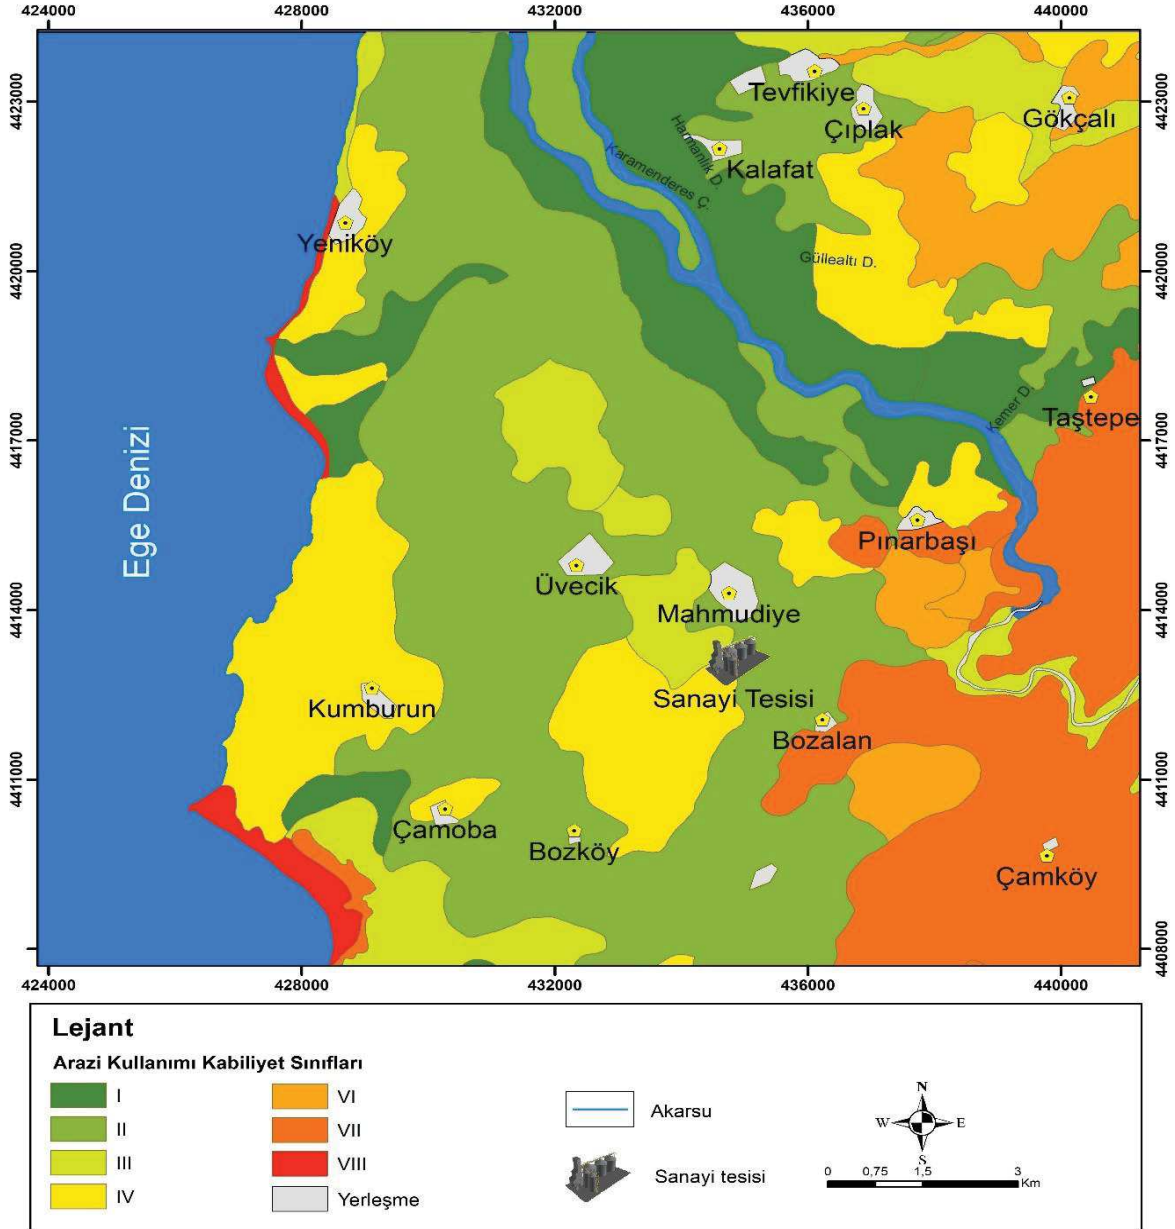 424000
428000
432000
436000
440000
4423000
4420000
4417000
4414000
4411000
4408000
4423000
4420000
4417000
4414000
4411000
4408000
Tevfikiye
Çıplak
Gökçalı
Kalafat
Harmanlık D.
Karamenderes Ç.
Yeniköy
Güllealtı D.
Kemer D.
Taştepe
Ege Denizi
Pınarbaşı
Üvecik
Mahmudiye
Sanayi Tesisi
Kumburun
Bozalan
Çamoba
Bozköy
Çamköy
424000
428000
432000
436000
440000
Lejant
Arazi Kullanımı Kabiliyet Sınıfları
I
II
III
IV
VI
VII
VIII
Yerleşme
Akarsu
Sanayi tesisi
N
W
E
S
0 0,75 1,5 3
Km